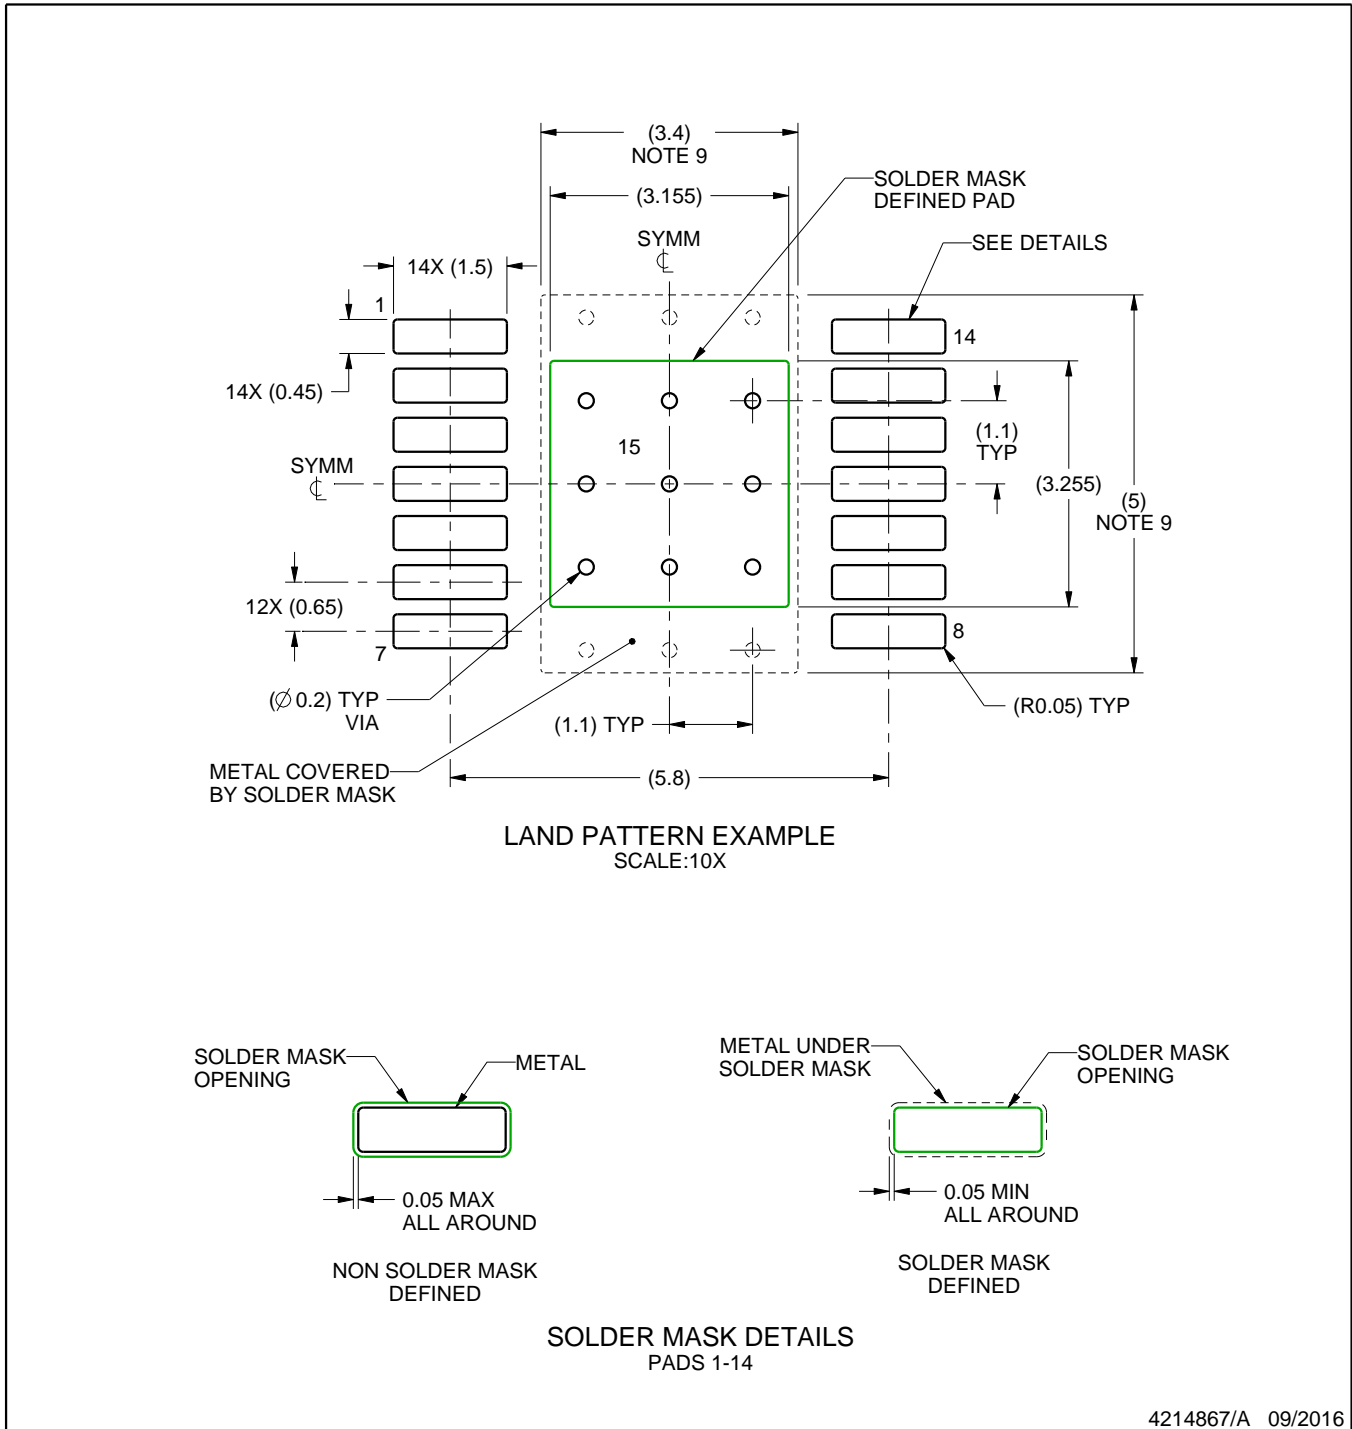 (3.4)
NOTE 9
(3.155)
SYMM
SOLDER MASK
DEFINED PAD
SEE DETAILS
14X (1.5)
1
14
14X (0.45)
(1.1)
TYP
15
SYMM
(3.255)
(5)
NOTE 9
12X (0.65)
7
8
(Ø 0.2) TYP
VIA
(1.1) TYP
(R0.05) TYP
METAL COVERED
BY SOLDER MASK
(5.8)
LAND PATTERN EXAMPLE
SCALE:10X
SOLDER MASK
OPENING
METAL
0.05 MAX
ALL AROUND
NON SOLDER MASK
DEFINED
METAL UNDER
SOLDER MASK
SOLDER MASK
OPENING
0.05 MIN
ALL AROUND
SOLDER MASK
DEFINED
SOLDER MASK DETAILS
PADS 1-14
4214867/A 09/2016